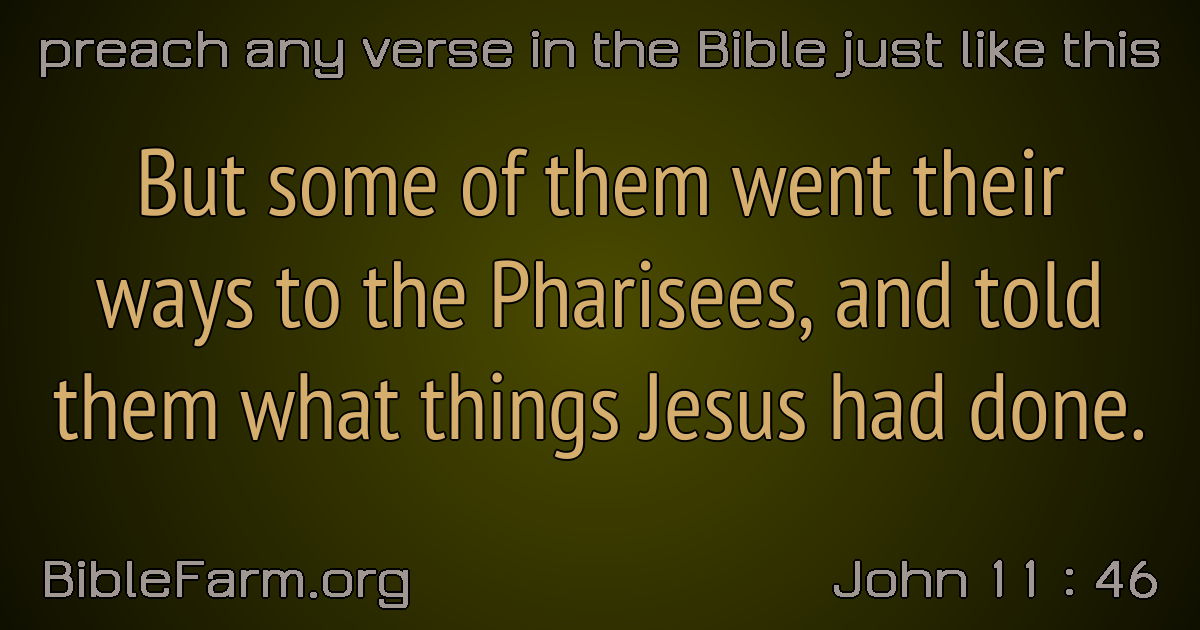 preach any verse in the Bible just like this
But some of them went their
ways to the Pharisees, and told
them what things Jesus had done.
BibleFarm.org
John 11 : 46